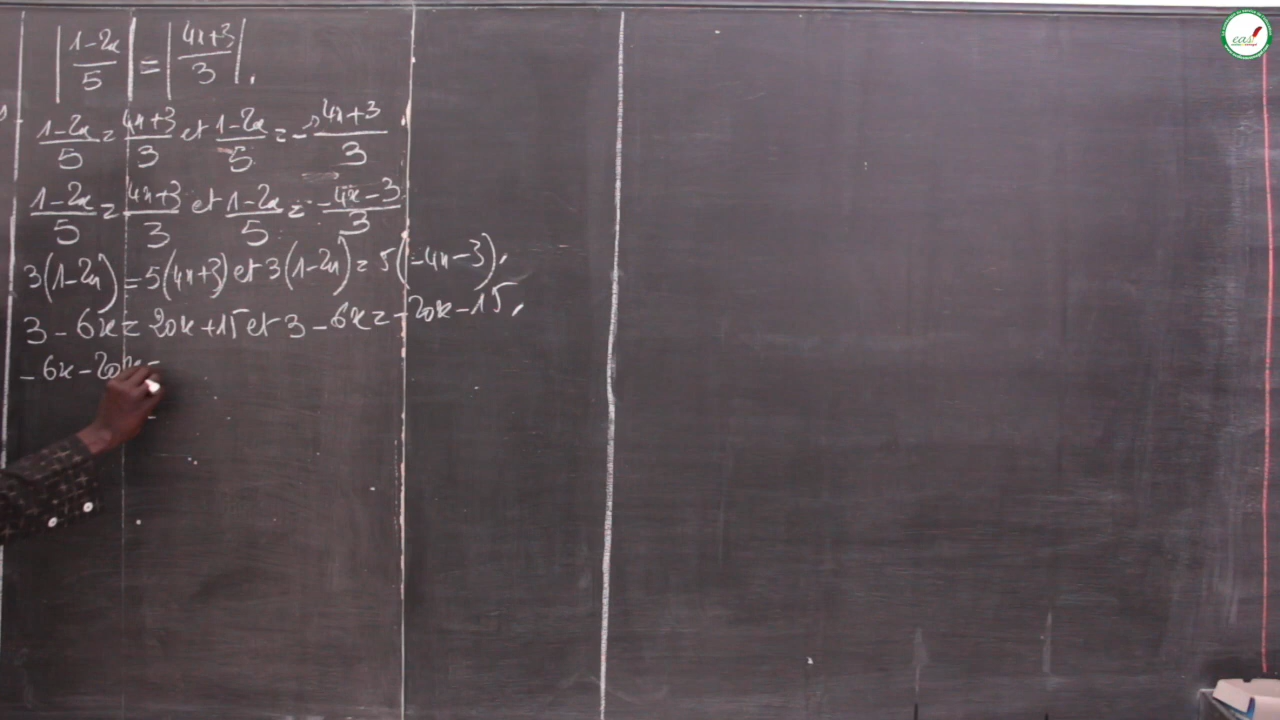 |1-2x/5| = |4x+3/3|.
1-2x/5 = 4x+3/3 et 1-2x/5 = - 4x+3/3
1-2x/5 = 4x+3/3 et 1-2x/5 = -4x-3/3
3(1-2x) = 5(4x+3) et 3(1-2x) = 5(-4x-3).
3 - 6x = 20x+15 et 3 - 6x = -20x-15.
-6x-20x=
eas!